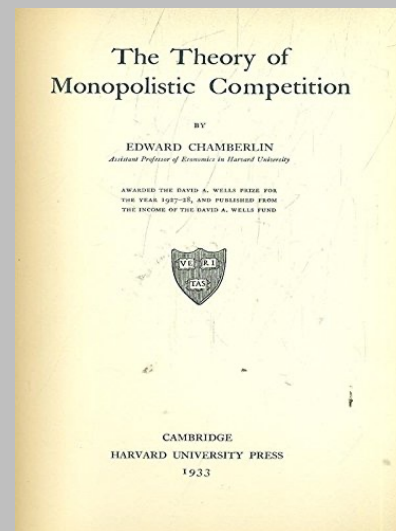 The Theory of
Monopolistic Competition
BY
EDWARD CHAMBERLIN
Assistant Professor of Economics in Harvard University
AWARDED THE DAVID A. WELLS PRIZE FOR
THE YEAR 1927–28, AND PUBLISHED FROM
THE INCOME OF THE DAVID A. WELLS FUND
VE RI
TAS
CAMBRIDGE
HARVARD UNIVERSITY PRESS
1933